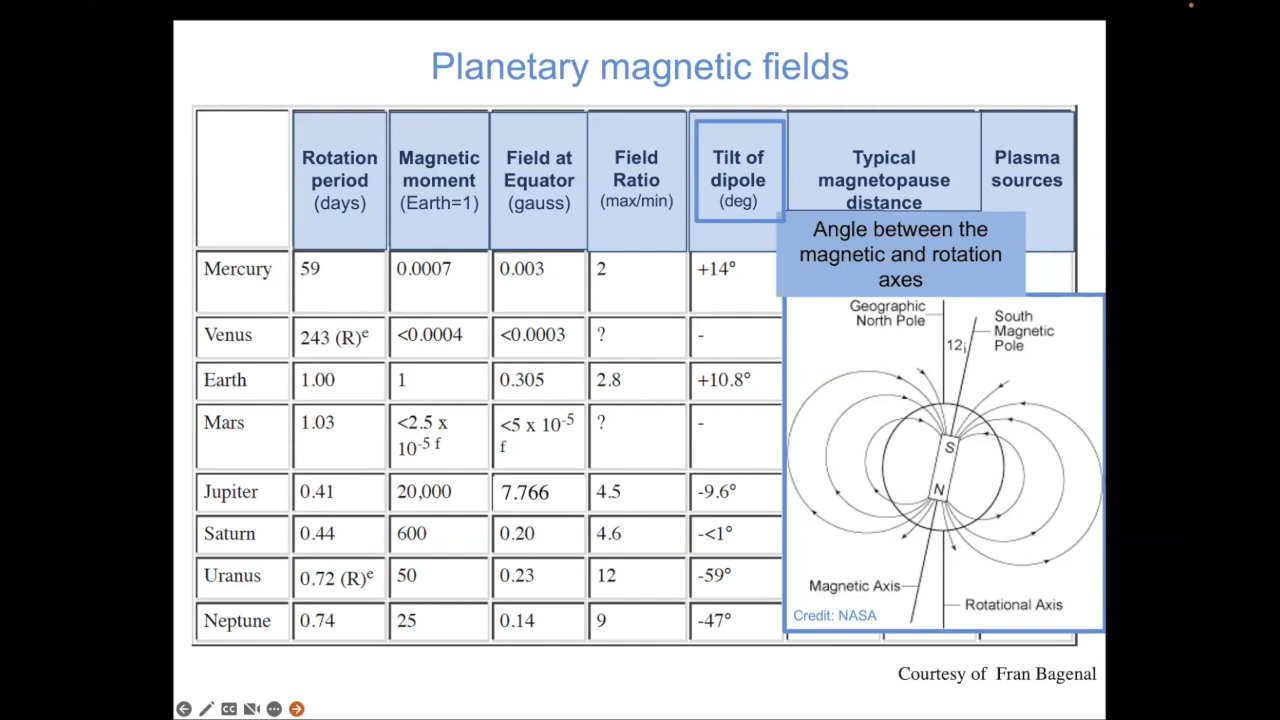 Planetary magnetic fields
Rotation period (days) Magnetic moment (Earth=1) Field at Equator (gauss) Field Ratio (max/min) Tilt of dipole (deg) Typical magnetopause distance Plasma sources
Angle between the
magnetic and rotation
axes
Mercury 59 0.0007 0.003 2 +14°
Venus 243 (R)ᵉ <0.0004 <0.0003 ? -
Earth 1.00 1 0.305 2.8 +10.8°
Mars 1.03 <2.5 x 10⁻⁵ f <5 x 10⁻⁵ f ? -
Jupiter 0.41 20,000 7.766 4.5 -9.6°
Saturn 0.44 600 0.20 4.6 -<1°
Uranus 0.72 (R)ᵉ 50 0.23 12 -59°
Neptune 0.74 25 0.14 9 -47°
Geographic
North Pole
South
Magnetic
Pole
12¡
S
N
Magnetic Axis
Rotational Axis
Credit: NASA
Courtesy of Fran Bagenal
CC